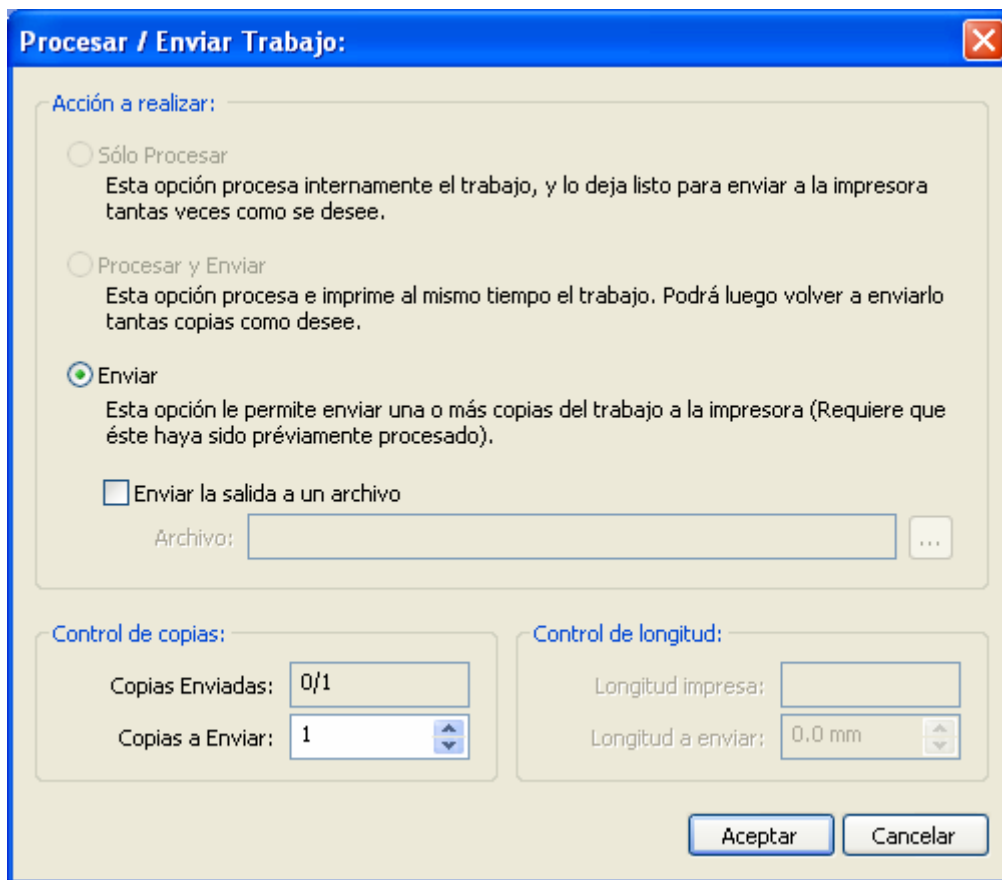 Procesar / Enviar Trabajo:
Acción a realizar:
Sólo Procesar
Esta opción procesa internamente el trabajo, y lo deja listo para enviar a la impresora
tantas veces como se desee.
Procesar y Enviar
Esta opción procesa e imprime al mismo tiempo el trabajo. Podrá luego volver a enviarlo
tantas copias como desee.
Enviar
Esta opción le permite enviar una o más copias del trabajo a la impresora (Requiere que
éste haya sido préviamente procesado).
Enviar la salida a un archivo
Archivo:
...
Control de copias:
Copias Enviadas: 0/1
Copias a Enviar: 1
Control de longitud:
Longitud impresa:
Longitud a enviar: 0.0 mm
Aceptar
Cancelar